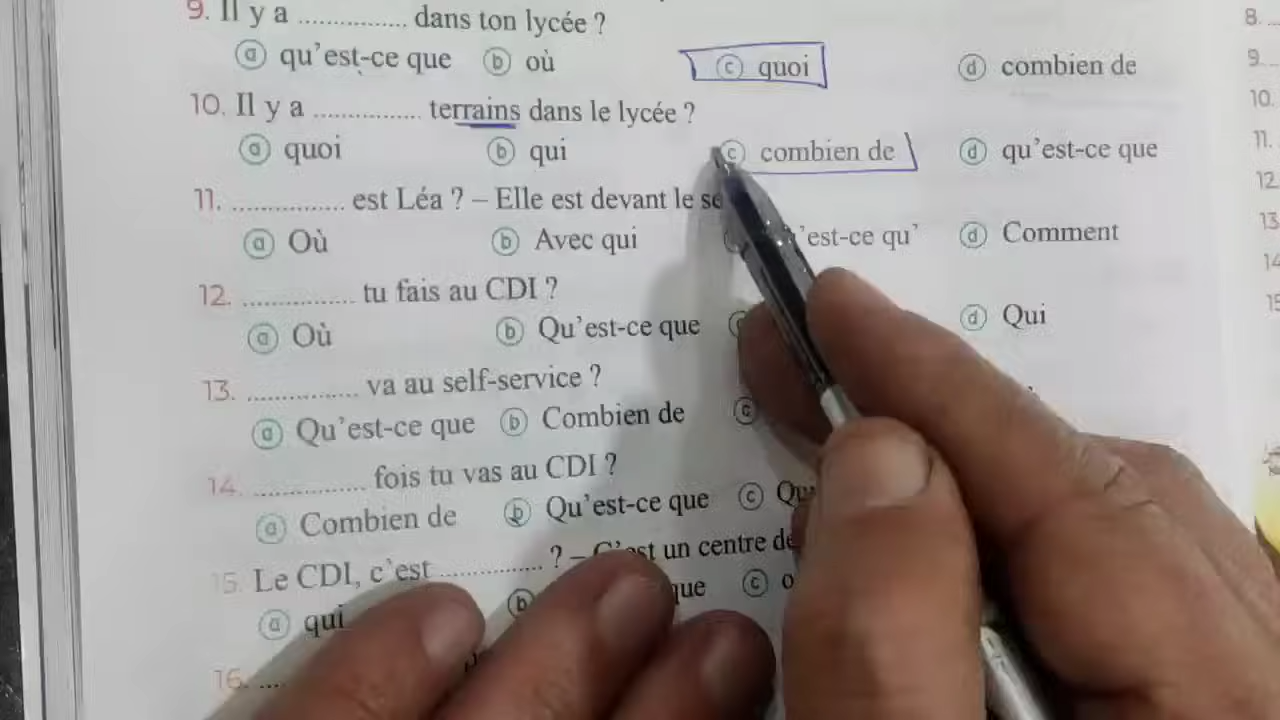 9. Il y a ............... dans ton lycée ?
ⓐ qu'est-ce que ⓑ où ⓒ quoi ⓓ combien de
10. Il y a ............... terrains dans le lycée ?
ⓐ quoi ⓑ qui ⓒ combien de ⓓ qu'est-ce que
11. ............... est Léa ? – Elle est devant le
ⓐ Où ⓑ Avec qui 'est-ce qu' ⓓ Comment
12. ............... tu fais au CDI ?
ⓐ Où ⓑ Qu'est-ce que ⓓ Qui
13. ............... va au self-service ?
ⓐ Qu'est-ce que ⓑ Combien de ⓒ
14. ............... fois tu vas au CDI ?
ⓐ Combien de ⓑ Qu'est-ce que ⓒ
15. Le CDI, c'est ............... ? – C'est un centre
ⓐ qui ⓑ que ⓒ
16. ....
8. ...
9. ...
10.
11.
12
13
14
15